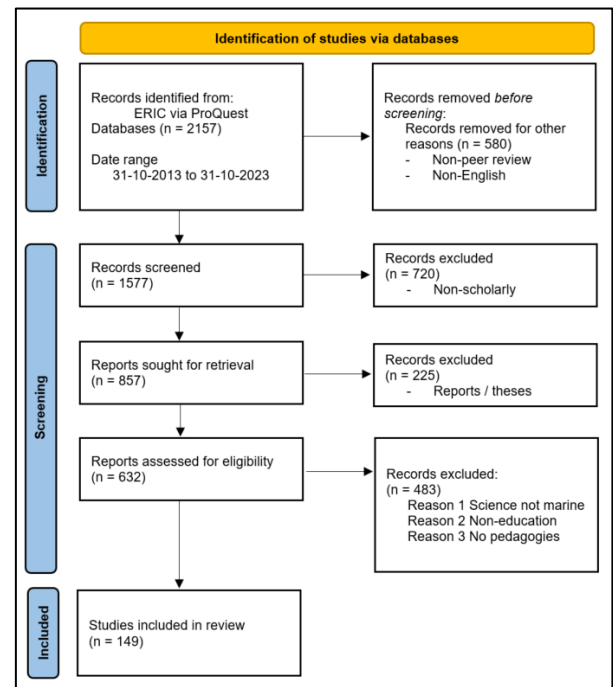 Identification of studies via databases
Identification
Records identified from:
ERIC via ProQuest
Databases (n = 2157)
Date range
31-10-2013 to 31-10-2023
Records removed before
screening:
Records removed for other
reasons (n = 580)
- Non-peer review
- Non-English
Screening
Records screened
(n = 1577)
Records excluded
(n = 720)
- Non-scholarly
Reports sought for retrieval
(n = 857)
Records excluded
(n = 225)
- Reports / theses
Reports assessed for eligibility
(n = 632)
Records excluded:
(n = 483)
Reason 1 Science not marine
Reason 2 Non-education
Reason 3 No pedagogies
Included
Studies included in review
(n = 149)